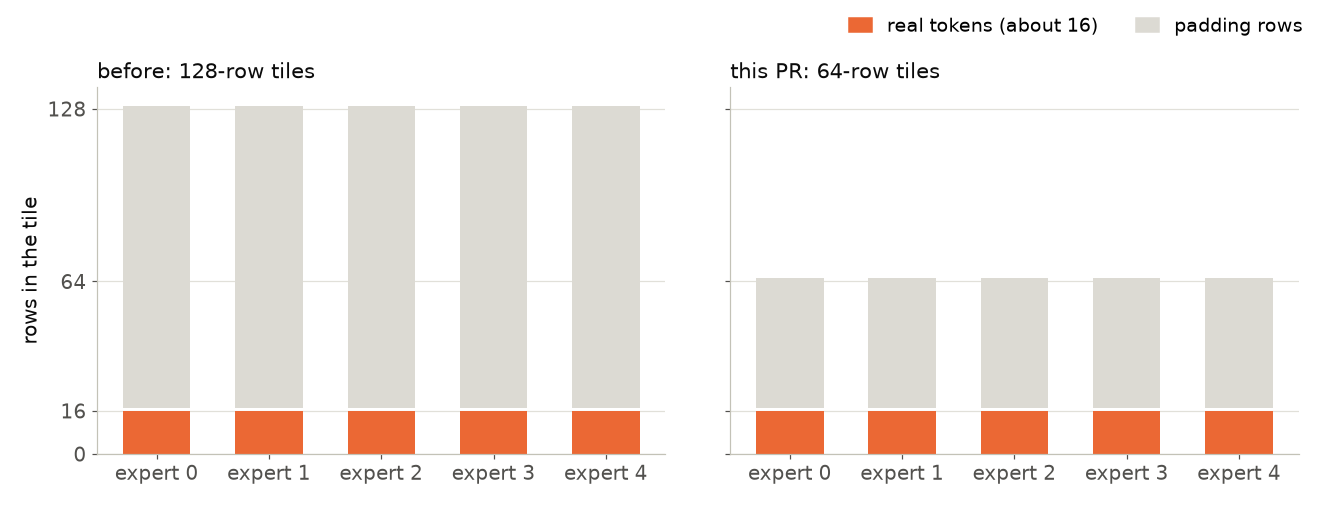 real tokens (about 16) padding rows
before: 128-row tiles
this PR: 64-row tiles
rows in the tile
128
64
16
0
expert 0 expert 1 expert 2 expert 3 expert 4
expert 0 expert 1 expert 2 expert 3 expert 4